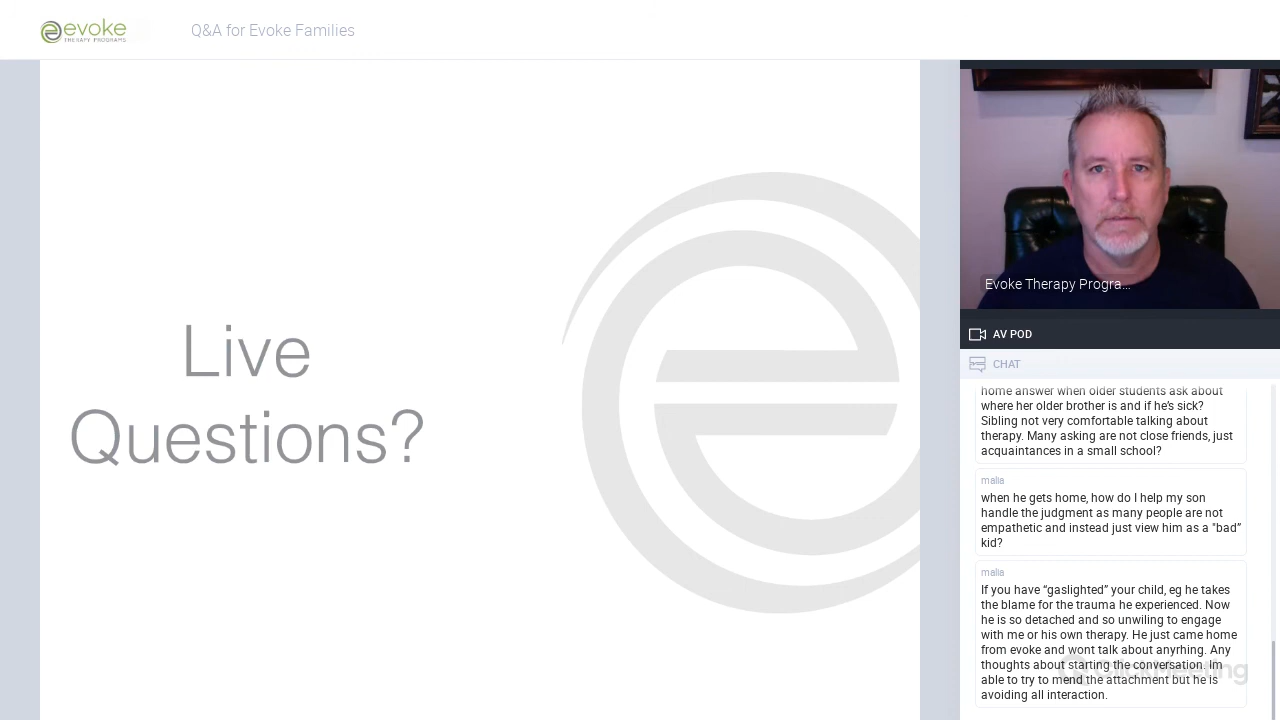 evoke
THERAPY PROGRAMS
Q&A for Evoke Families
Live
Questions?
Evoke Therapy Progra...
AV POD
CHAT
home answer when older students ask about
where her older brother is and if he's sick?
Sibling not very comfortable talking about
therapy. Many asking are not close friends, just
acquaintances in a small school?
malia
when he gets home, how do I help my son
handle the judgment as many people are not
empathetic and instead just view him as a "bad"
kid?
malia
If you have “gaslighted” your child, eg he takes
the blame for the trauma he experienced. Now
he is so detached and so unwiling to engage
with me or his own therapy. He just came home
from evoke and wont talk about anyrhing. Any
thoughts about starting the conversation. Im
able to try to mend the attachment but he is
avoiding all interaction.
ClickMeeting